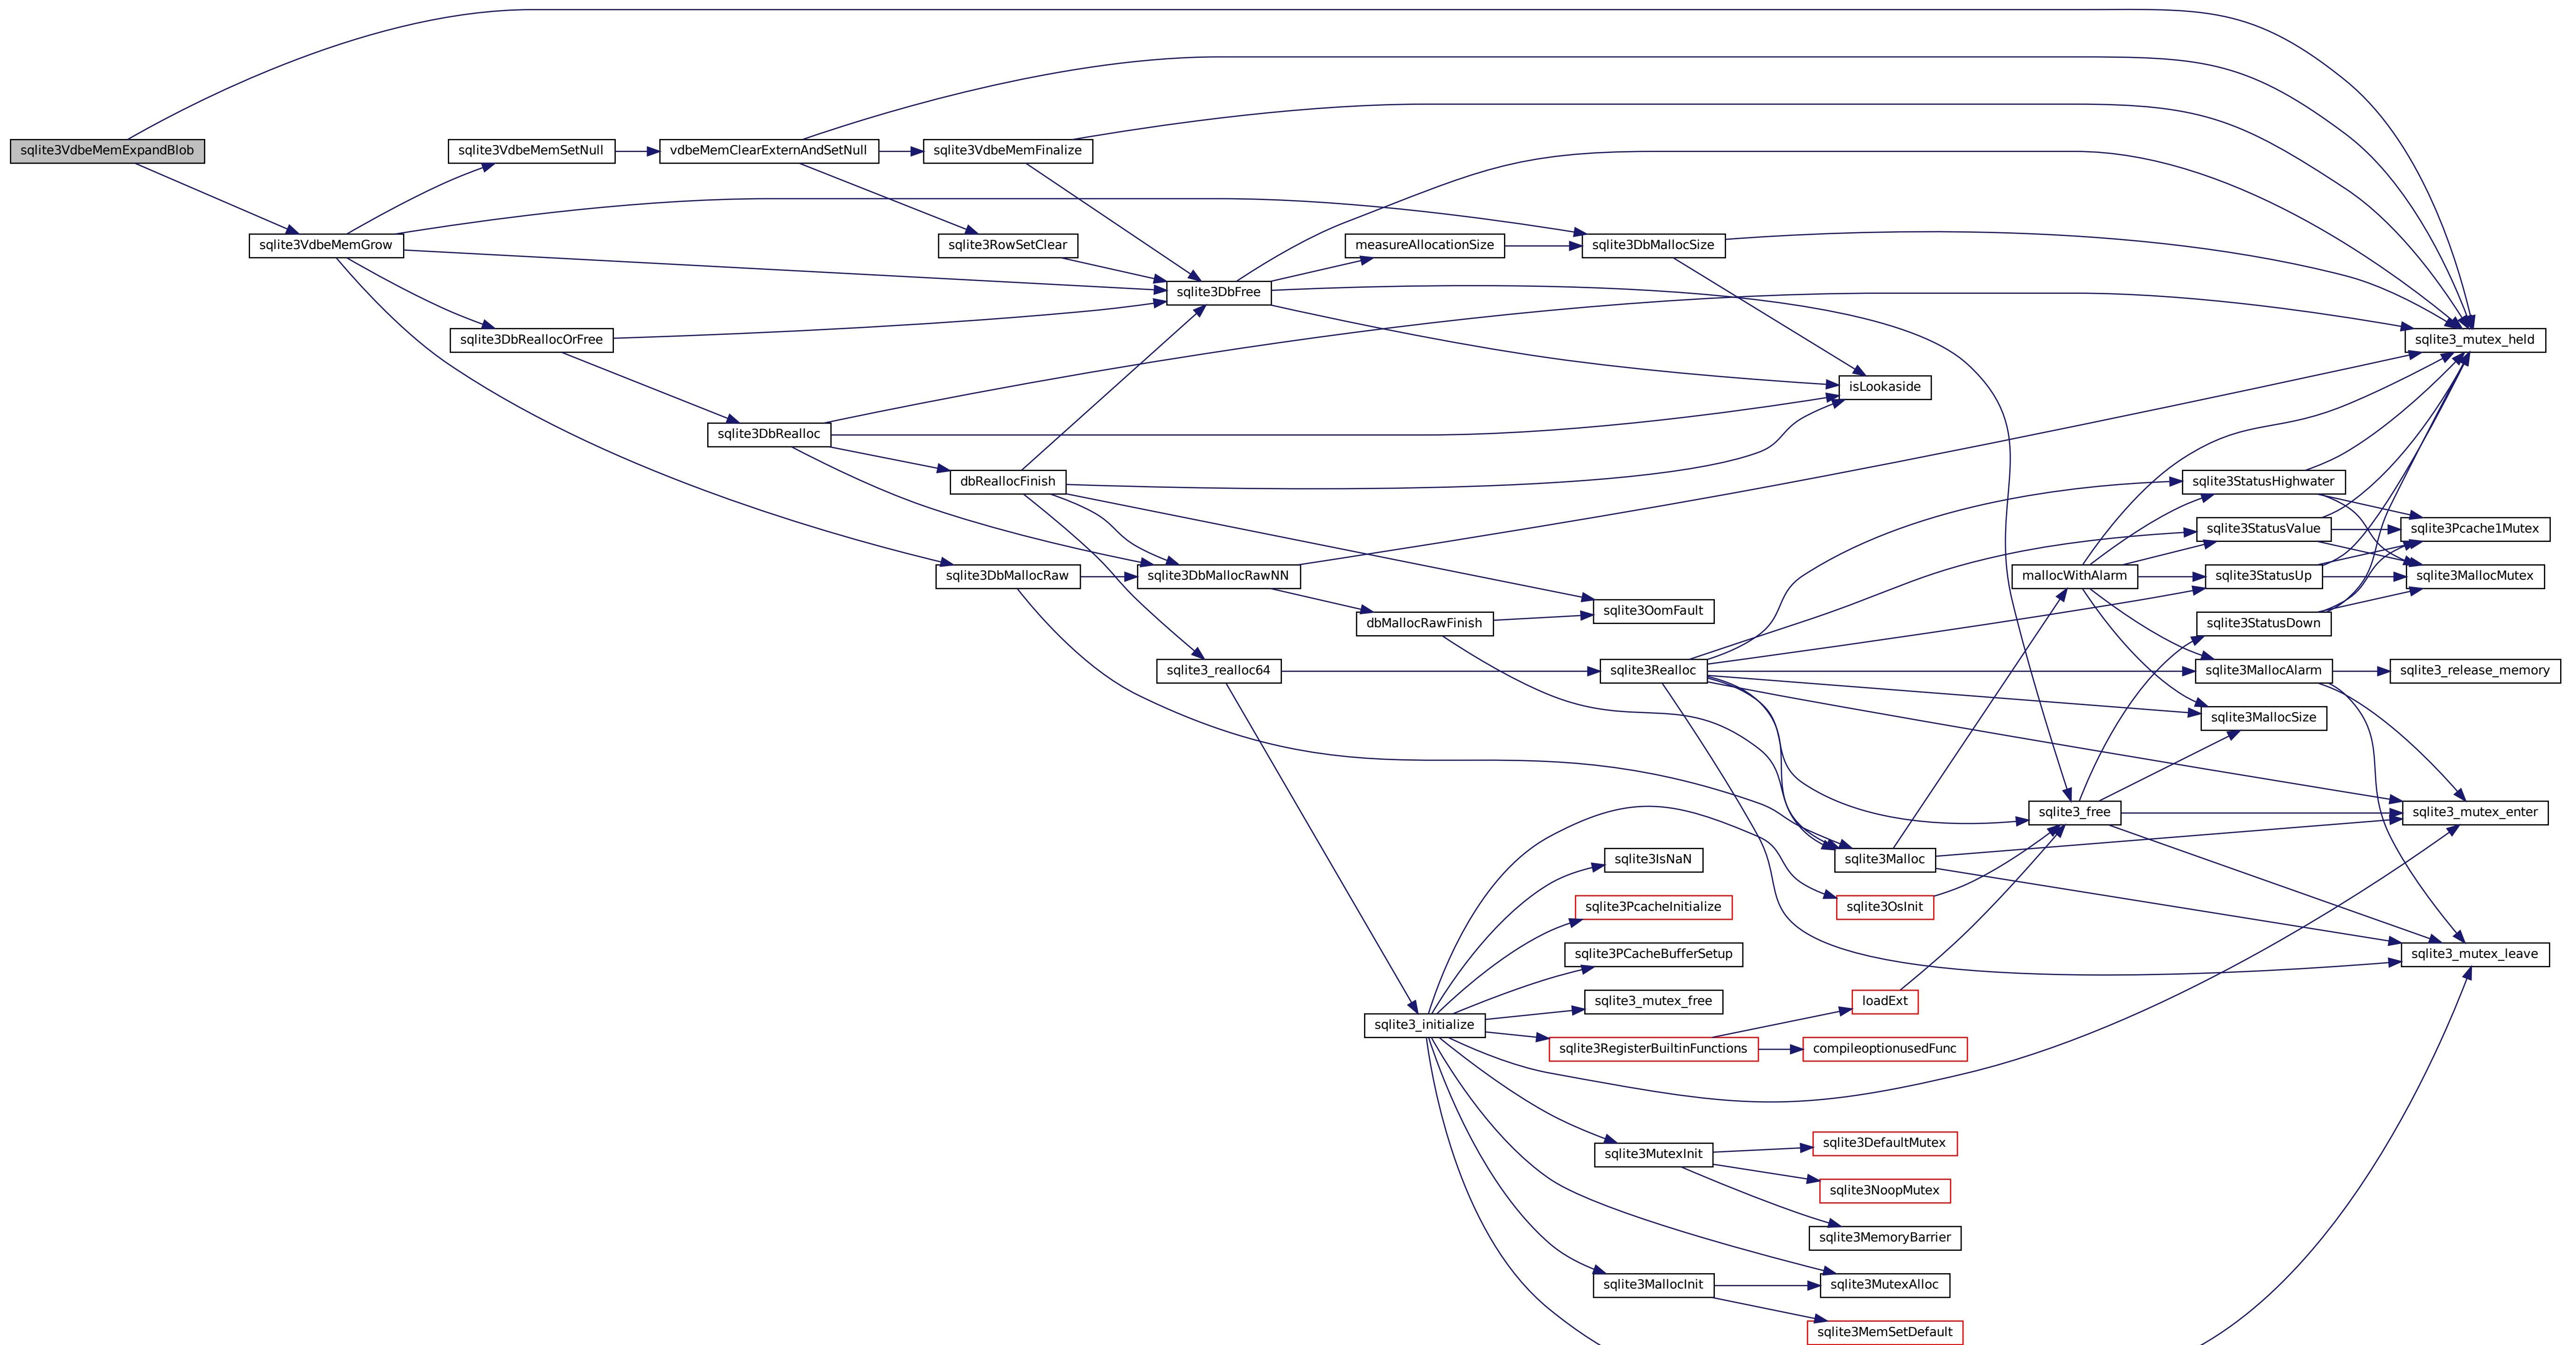 sqlite3VdbeMemExpandBlob
sqlite3VdbeMemSetNull
vdbeMemClearExternAndSetNull
sqlite3VdbeMemFinalize
sqlite3VdbeMemGrow
sqlite3RowSetClear
measureAllocationSize
sqlite3DbMallocSize
sqlite3DbFree
sqlite3DbReallocOrFree
sqlite3_mutex_held
isLookaside
sqlite3DbRealloc
dbReallocFinish
sqlite3StatusHighwater
sqlite3StatusValue
sqlite3Pcache1Mutex
sqlite3DbMallocRaw
sqlite3DbMallocRawNN
mallocWithAlarm
sqlite3StatusUp
sqlite3MallocMutex
sqlite3OomFault
dbMallocRawFinish
sqlite3StatusDown
sqlite3_realloc64
sqlite3Realloc
sqlite3MallocAlarm
sqlite3_release_memory
sqlite3MallocSize
sqlite3_free
sqlite3_mutex_enter
sqlite3IsNaN
sqlite3Malloc
sqlite3PcacheInitialize
sqlite3OsInit
sqlite3PCacheBufferSetup
sqlite3_mutex_leave
sqlite3_mutex_free
loadExt
sqlite3_initialize
sqlite3RegisterBuiltinFunctions
compileoptionusedFunc
sqlite3DefaultMutex
sqlite3MutexInit
sqlite3NoopMutex
sqlite3MemoryBarrier
sqlite3MallocInit
sqlite3MutexAlloc
sqlite3MemSetDefault